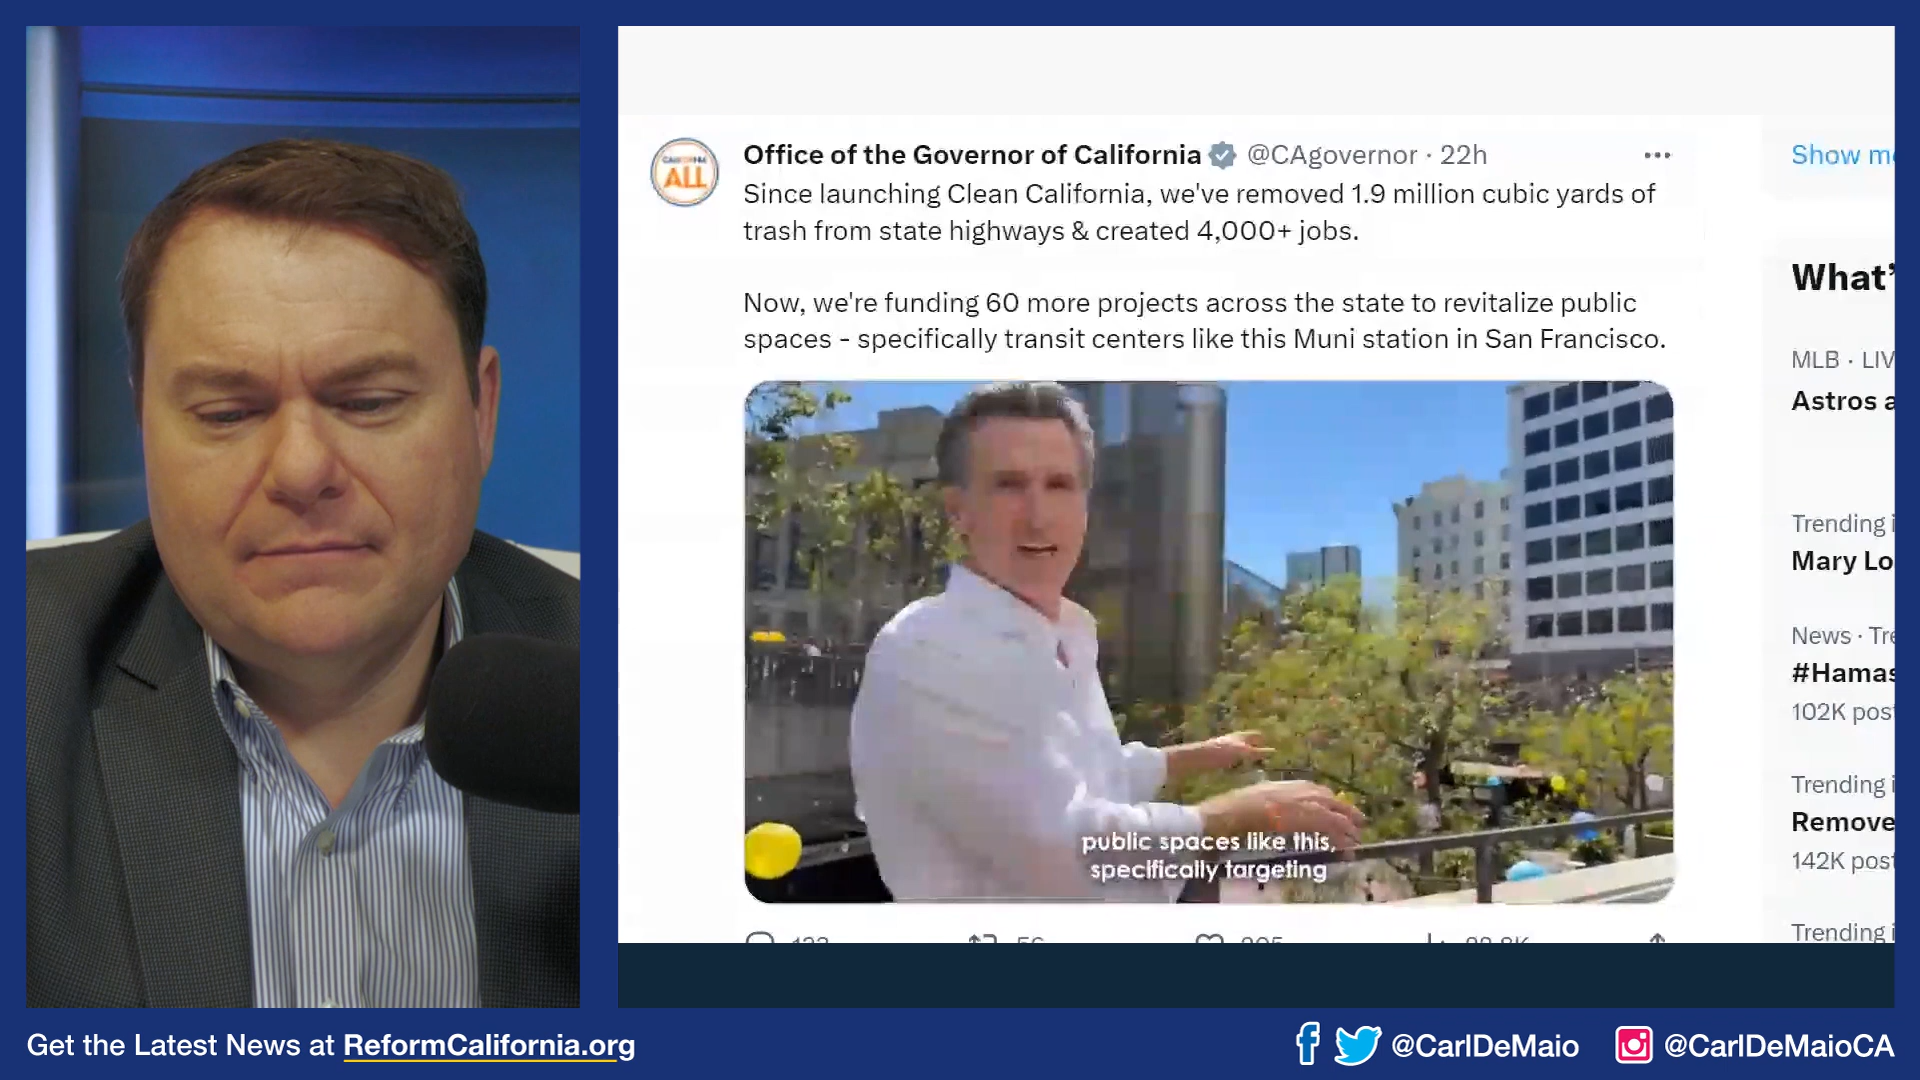 CALIFORNIA
ALL
Office of the Governor of California @CAgovernor · 22h
Since launching Clean California, we've removed 1.9 million cubic yards of
trash from state highways & created 4,000+ jobs.
Now, we're funding 60 more projects across the state to revitalize public
spaces - specifically transit centers like this Muni station in San Francisco.
public spaces like this,
specifically targeting
Show m
What'
MLB · LIV
Astros a
Trending i
Mary Lo
News · Tre
#Hamas
102K post
Trending i
Remove
142K post
Trending i
Get the Latest News at ReformCalifornia.org
@CarlDeMaio
@CarlDeMaioCA